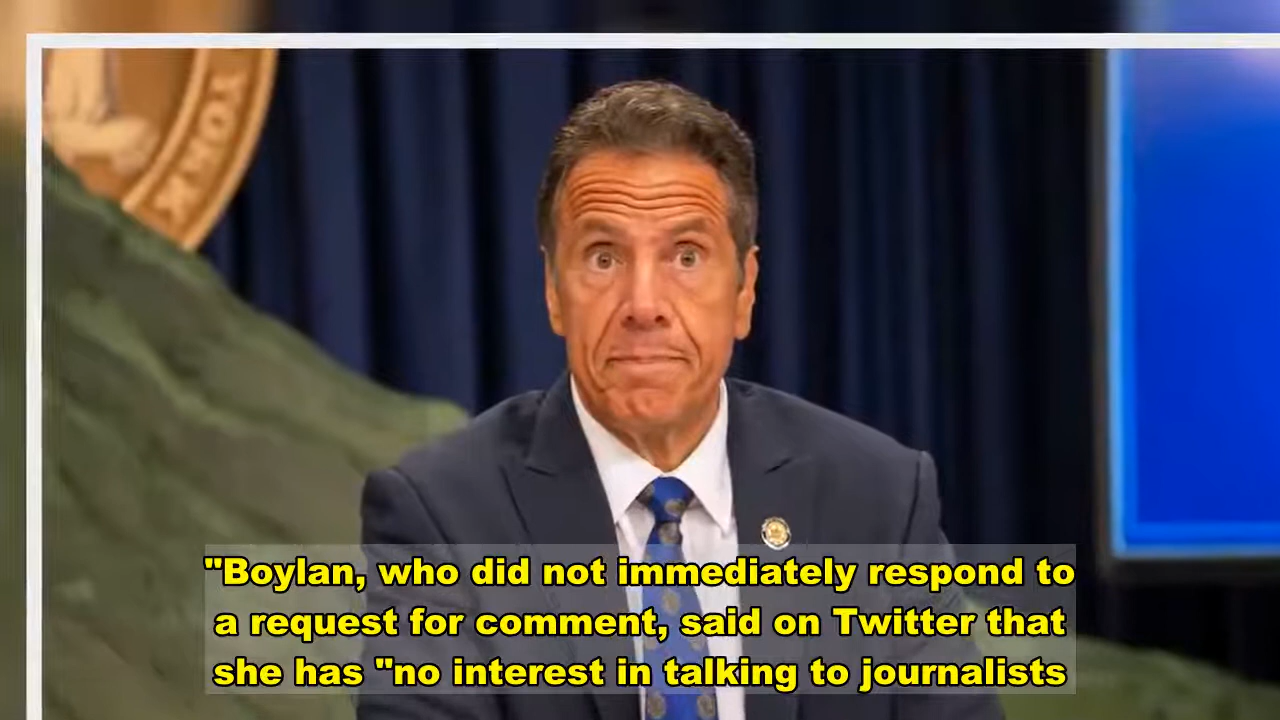 YORK
"Boylan, who did not immediately respond to
a request for comment, said on Twitter that
she has "no interest in talking to journalists